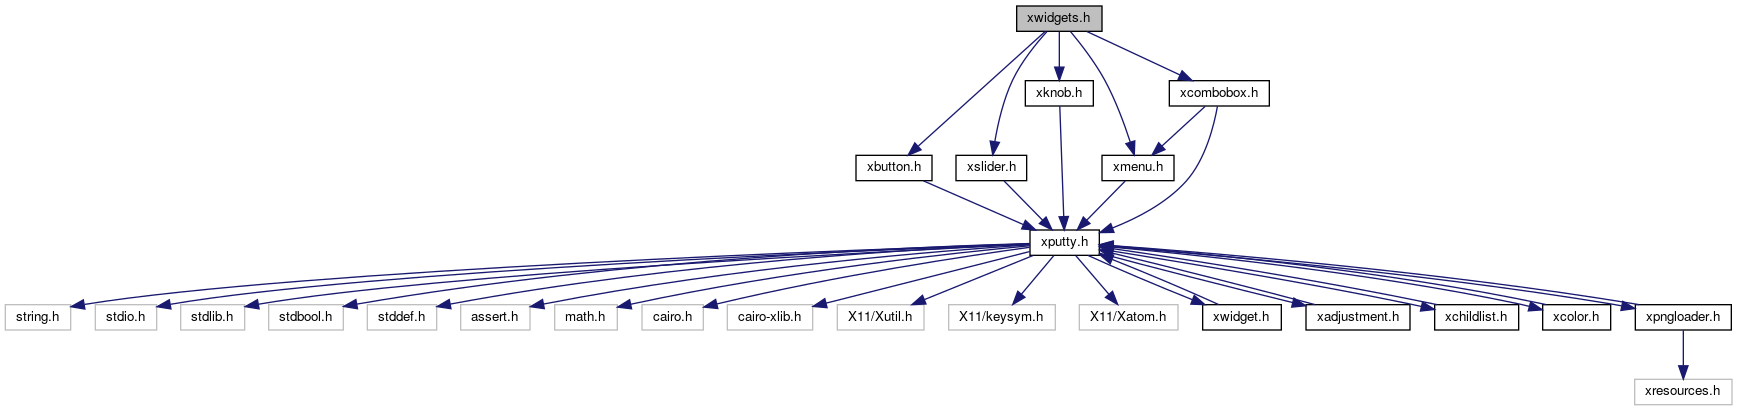 xwidgets.h
xknob.h
xcombobox.h
xbutton.h
xslider.h
xmenu.h
xputty.h
string.h
stdio.h
stdlib.h
stdbool.h
stddef.h
assert.h
math.h
cairo.h
cairo-xlib.h
X11/Xutil.h
X11/keysym.h
X11/Xatom.h
xwidget.h
xadjustment.h
xchildlist.h
xcolor.h
xpngloader.h
xresources.h